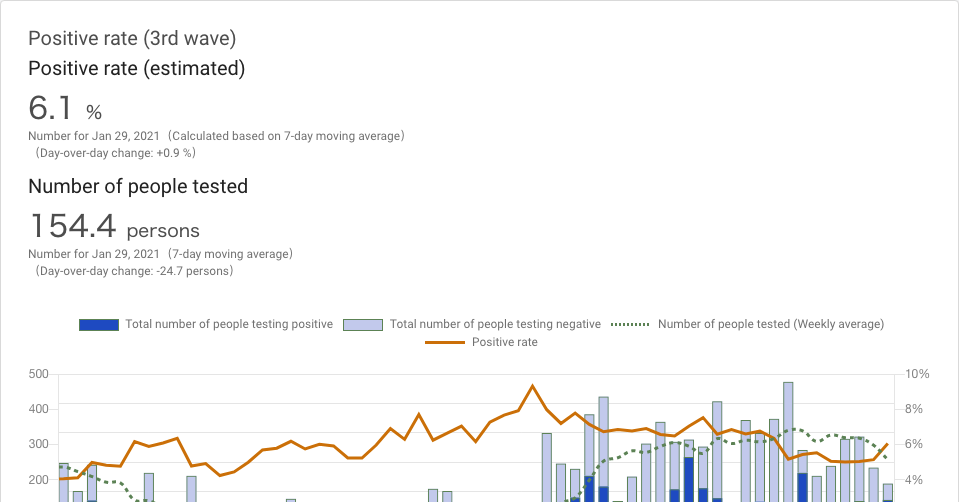 Positive rate (3rd wave)
Positive rate (estimated)
6.1 %
Number for Jan 29, 2021 （Calculated based on 7-day moving average）
（Day-over-day change: +0.9 %）
Number of people tested
154.4 persons
Number for Jan 29, 2021 （7-day moving average）
（Day-over-day change: -24.7 persons）
Total number of people testing positive Total number of people testing negative Number of people tested (Weekly average)
Positive rate
500 10%
400 8%
300 6%
200 4%